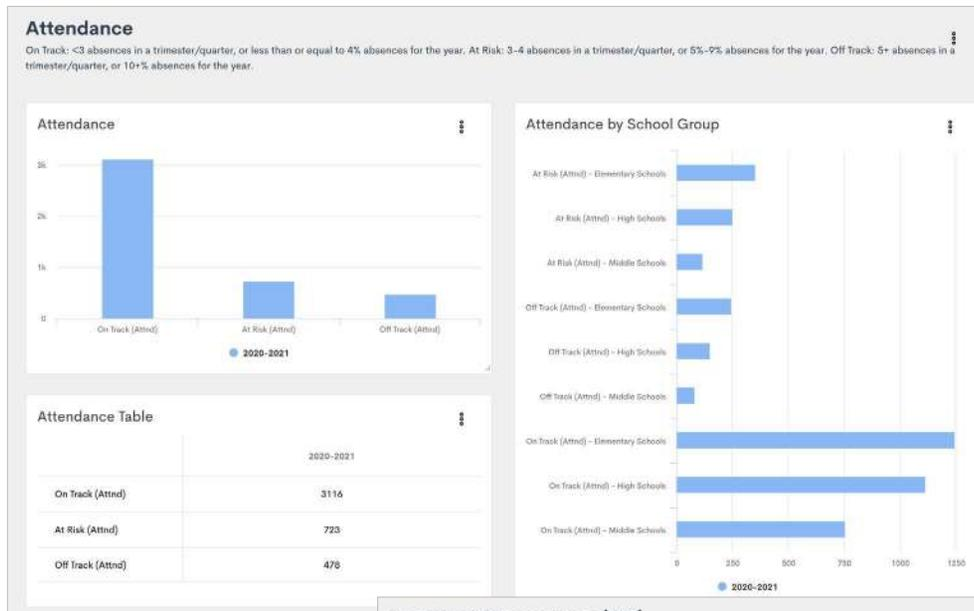 Attendance
On Track: <3 absences in a trimester/quarter, or less than or equal to 4% absences for the year. At Risk: 3-4 absences in a trimester/quarter, or 5%-9% absences for the year. Off Track: 5+ absences in a
trimester/quarter, or 10+% absences for the year.
Attendance
3k
2k
1k
0
On Track (Attnd) At Risk (Attnd) Off Track (Attnd)
2020-2021
Attendance Table
2020-2021
On Track (Attnd) 3116
At Risk (Attnd) 723
Off Track (Attnd) 478
Attendance by School Group
At Risk (Attnd) - Elementary Schools
At Risk (Attnd) - High Schools
At Risk (Attnd) - Middle Schools
Off Track (Attnd) - Elementary Schools
Off Track (Attnd) - High Schools
Off Track (Attnd) - Middle Schools
On Track (Attnd) - Elementary Schools
On Track (Attnd) - High Schools
On Track (Attnd) - Middle Schools
0 250 500 750 1000 1250
2020-2021